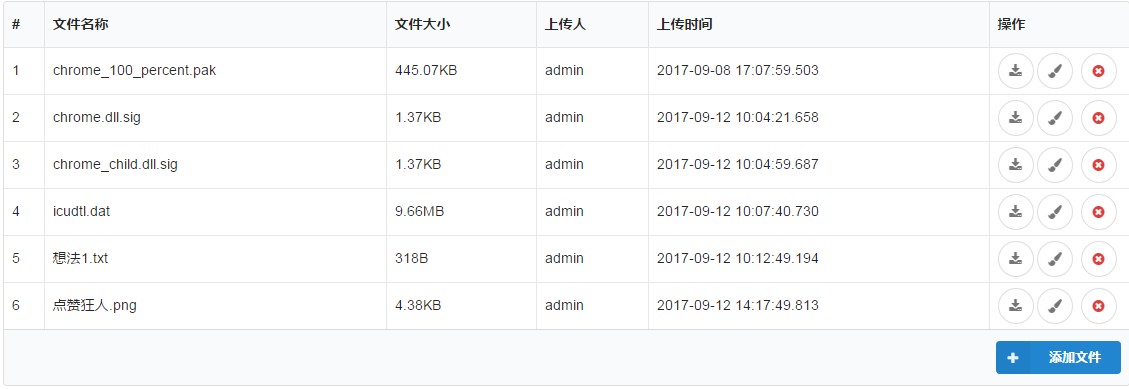 # 文件名称 文件大小 上传人 上传时间 操作
1 chrome_100_percent.pak 445.07KB admin 2017-09-08 17:07:59.503
2 chrome.dll.sig 1.37KB admin 2017-09-12 10:04:21.658
3 chrome_child.dll.sig 1.37KB admin 2017-09-12 10:04:59.687
4 icudtl.dat 9.66MB admin 2017-09-12 10:07:40.730
5 想法1.txt 318B admin 2017-09-12 10:12:49.194
6 点赞狂人.png 4.38KB admin 2017-09-12 14:17:49.813
添加文件